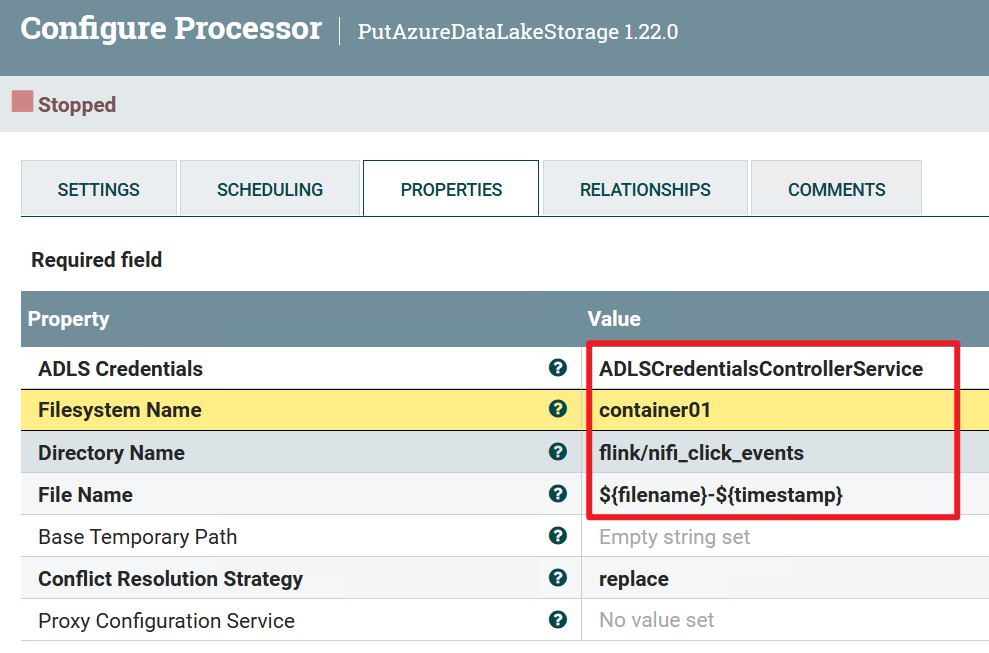 Configure Processor | PutAzureDataLakeStorage 1.22.0
Stopped
SETTINGS SCHEDULING PROPERTIES RELATIONSHIPS COMMENTS
Required field
Property Value
ADLS Credentials ? ADLSCredentialsControllerService
Filesystem Name ? container01
Directory Name ? flink/nifi_click_events
File Name ? ${filename}-${timestamp}
Base Temporary Path ? Empty string set
Conflict Resolution Strategy ? replace
Proxy Configuration Service ? No value set